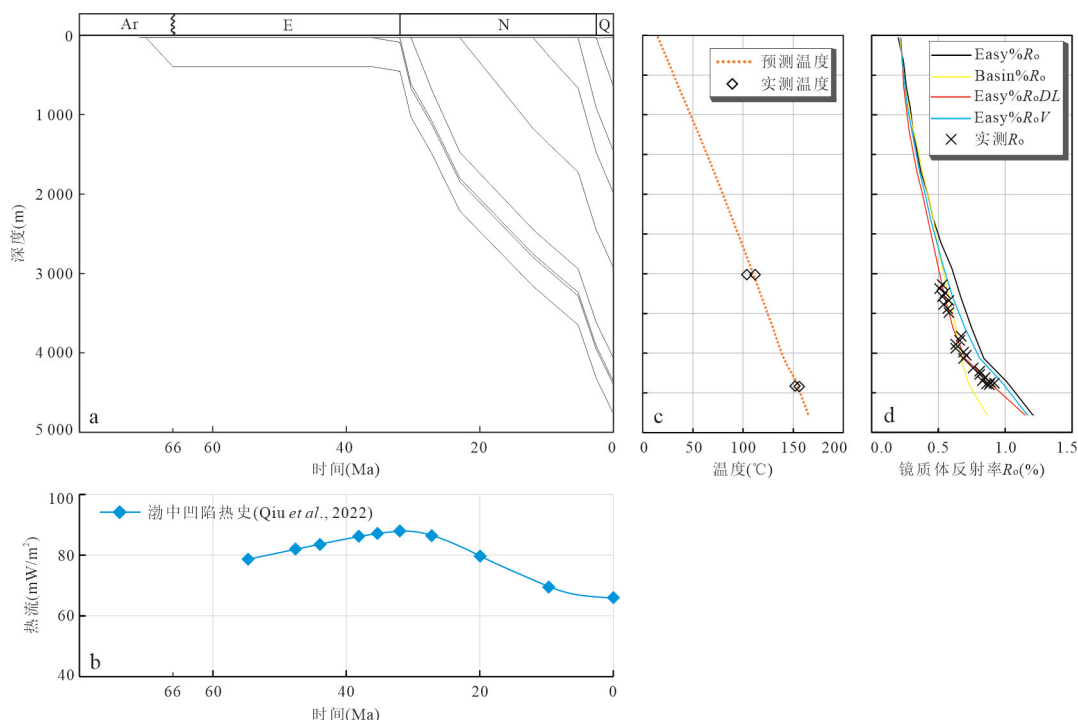 Ar
E
N
Q
0
1 000
2 000
3 000
4 000
5 000
深度(m)
a
66
60
40
20
0
时间(Ma)
预测温度
实测温度
c
0
50
100
150
200
温度(℃)
Easy%Ro
Basin%Ro
Easy%RoDL
Easy%RoV
实测Ro
d
0.0
0.5
1.0
1.5
镜质体反射率Ro(%)
渤中凹陷热史(Qiu et al., 2022)
100
80
60
40
热流(mW/m²)
b
66
60
40
20
0
时间(Ma)